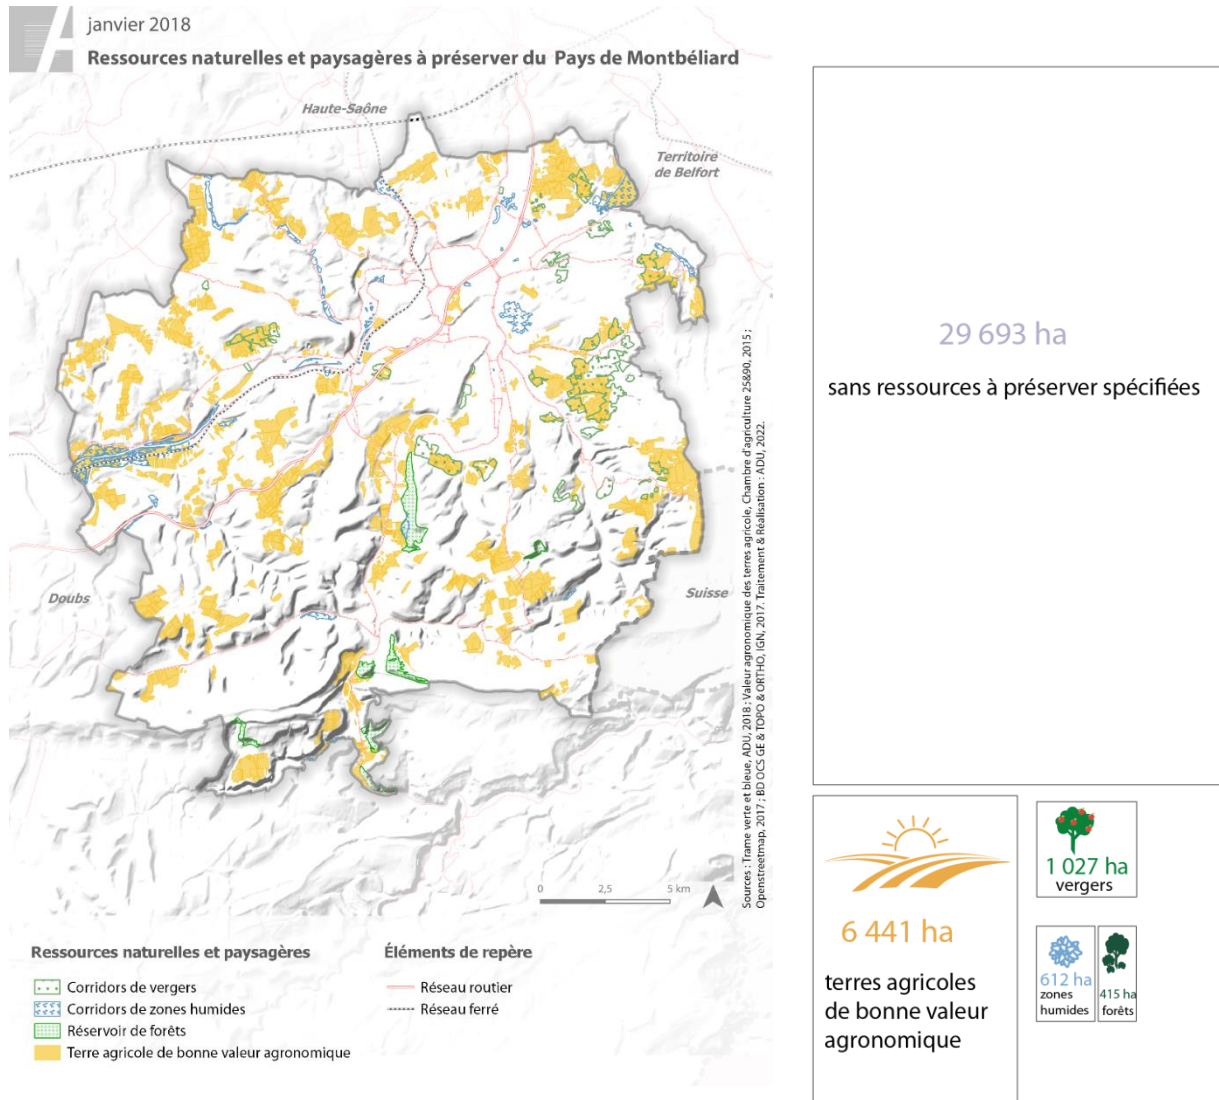 janvier 2018
Ressources naturelles et paysagères à préserver du Pays de Montbéliard
Haute-Saône
Territoire
de Belfort
Doubs
Suisse
0 2,5 5 km
Sources : Trame verte et bleue, ADU, 2018 ; Valeur agronomique des terres agricole, Chambre d'agriculture 25&90, 2015 ;
Openstreetmap, 2017 ; BD OCS GE & TOPO & ORTHO, IGN, 2017. Traitement & Réalisation : ADU, 2022.
Ressources naturelles et paysagères
Corridors de vergers
Corridors de zones humides
Réservoir de forêts
Terre agricole de bonne valeur agronomique
Éléments de repère
Réseau routier
Réseau ferré
29 693 ha
sans ressources à préserver spécifiées
6 441 ha
terres agricoles
de bonne valeur
agronomique
1 027 ha
vergers
612 ha
zones
humides
415 ha
forêts